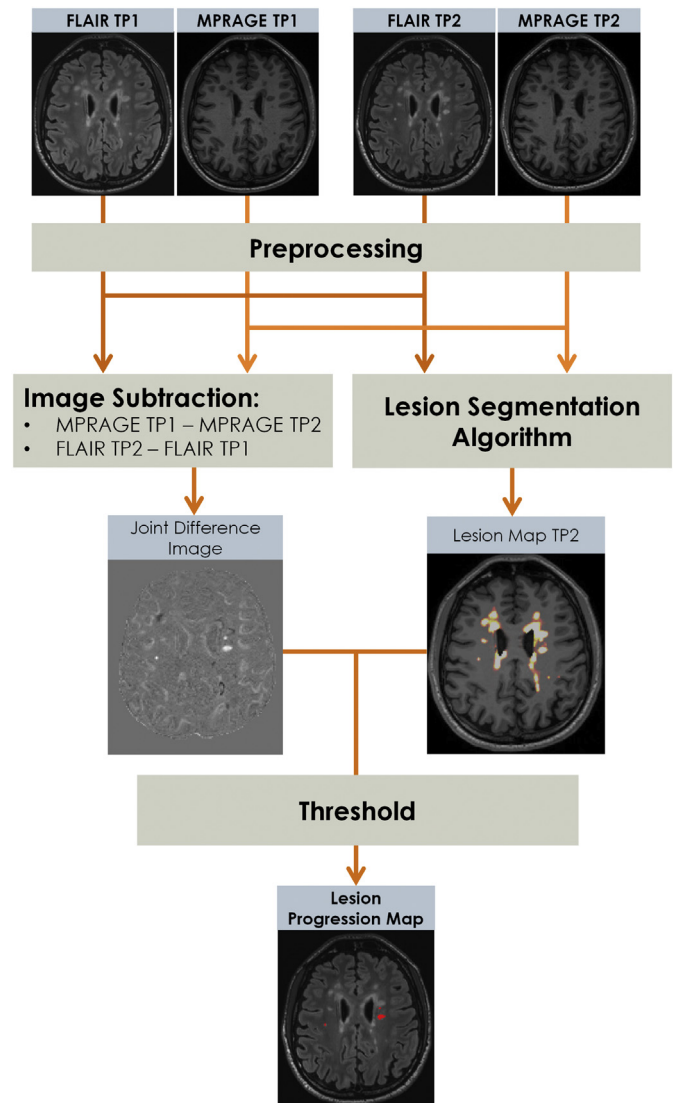 FLAIR TP1
MPRAGE TP1
FLAIR TP2
MPRAGE TP2
Preprocessing
Image Subtraction:
• MPRAGE TP1 – MPRAGE TP2
• FLAIR TP2 – FLAIR TP1
Lesion Segmentation
Algorithm
Joint Difference
Image
Lesion Map TP2
Threshold
Lesion
Progression Map